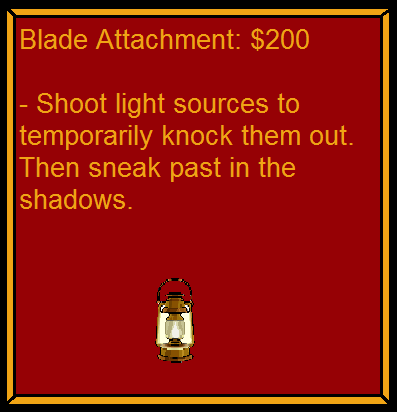 Blade Attachment: $200
- Shoot light sources to
temporarily knock them out.
Then sneak past in the
shadows.